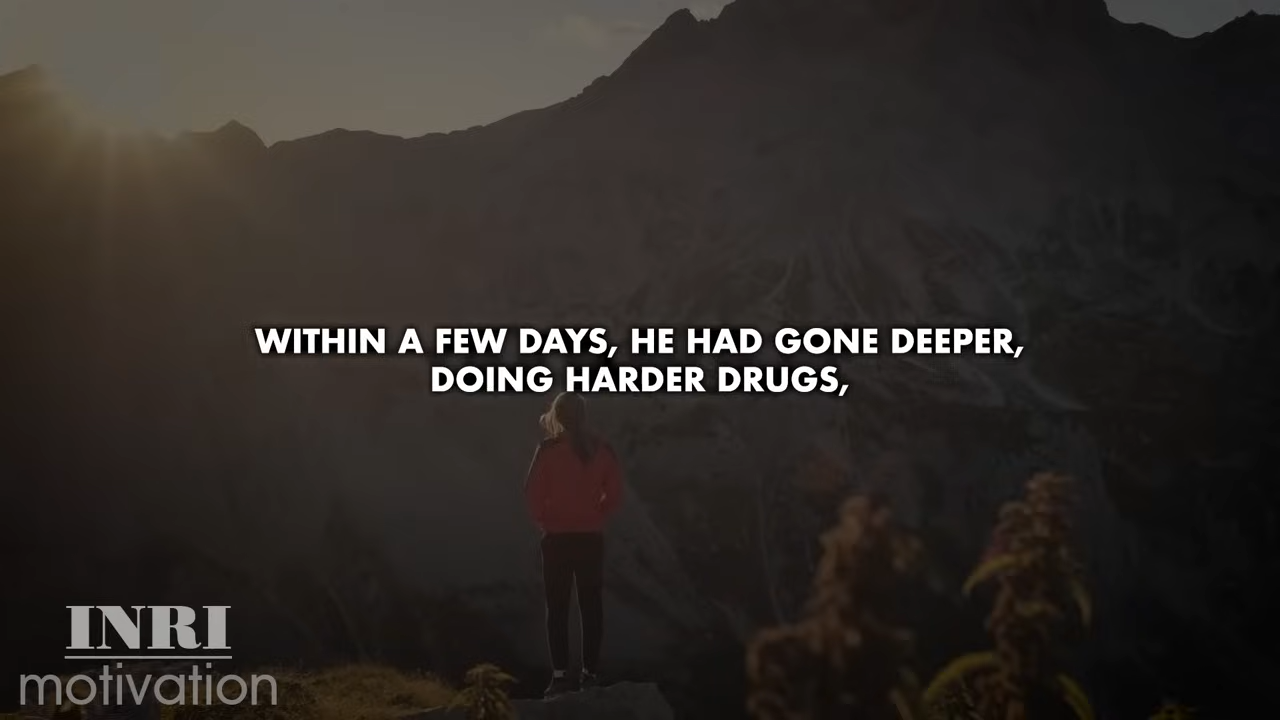 WITHIN A FEW DAYS, HE HAD GONE DEEPER,
DOING HARDER DRUGS,
INRI
motivation